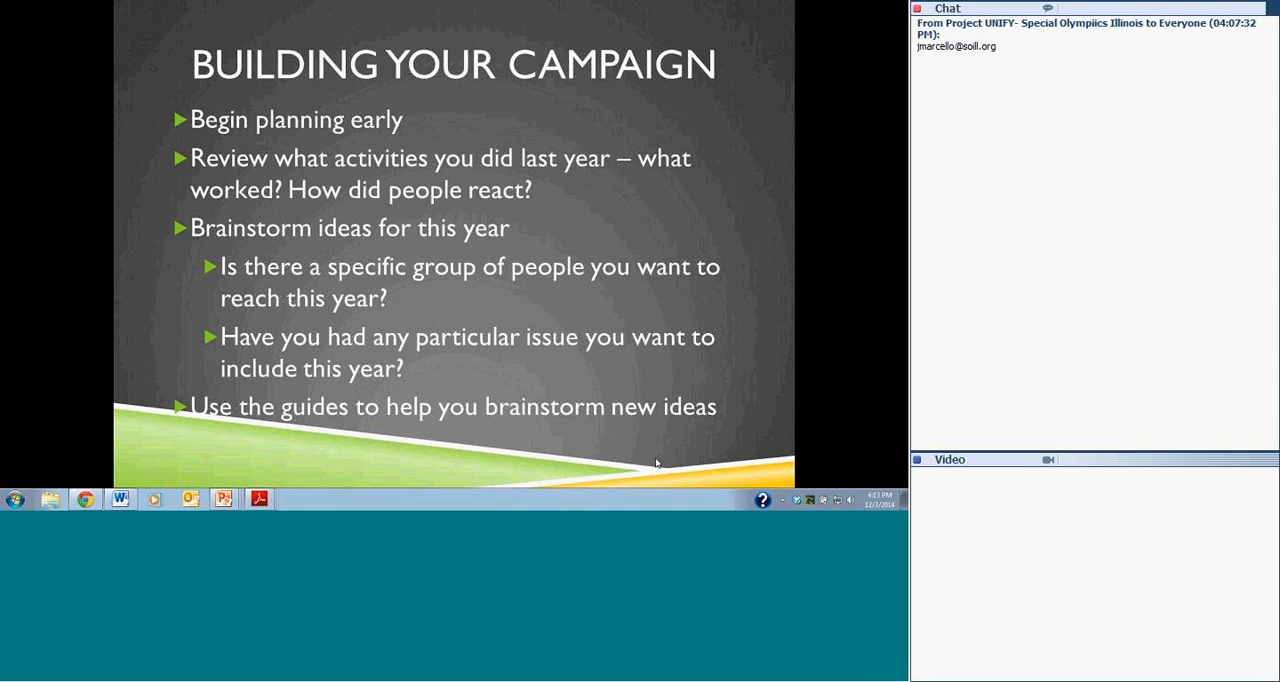 BUILDING YOUR CAMPAIGN
Begin planning early
Review what activities you did last year – what
worked? How did people react?
Brainstorm ideas for this year
Is there a specific group of people you want to
reach this year?
Have you had any particular issue you want to
include this year?
Use the guides to help you brainstorm new ideas
4:13 PM
12/3/2014
Chat
From Project UNIFY- Special Olympiics Illinois to Everyone (04:07:32
PM):
jmarcello@soill.org
Video